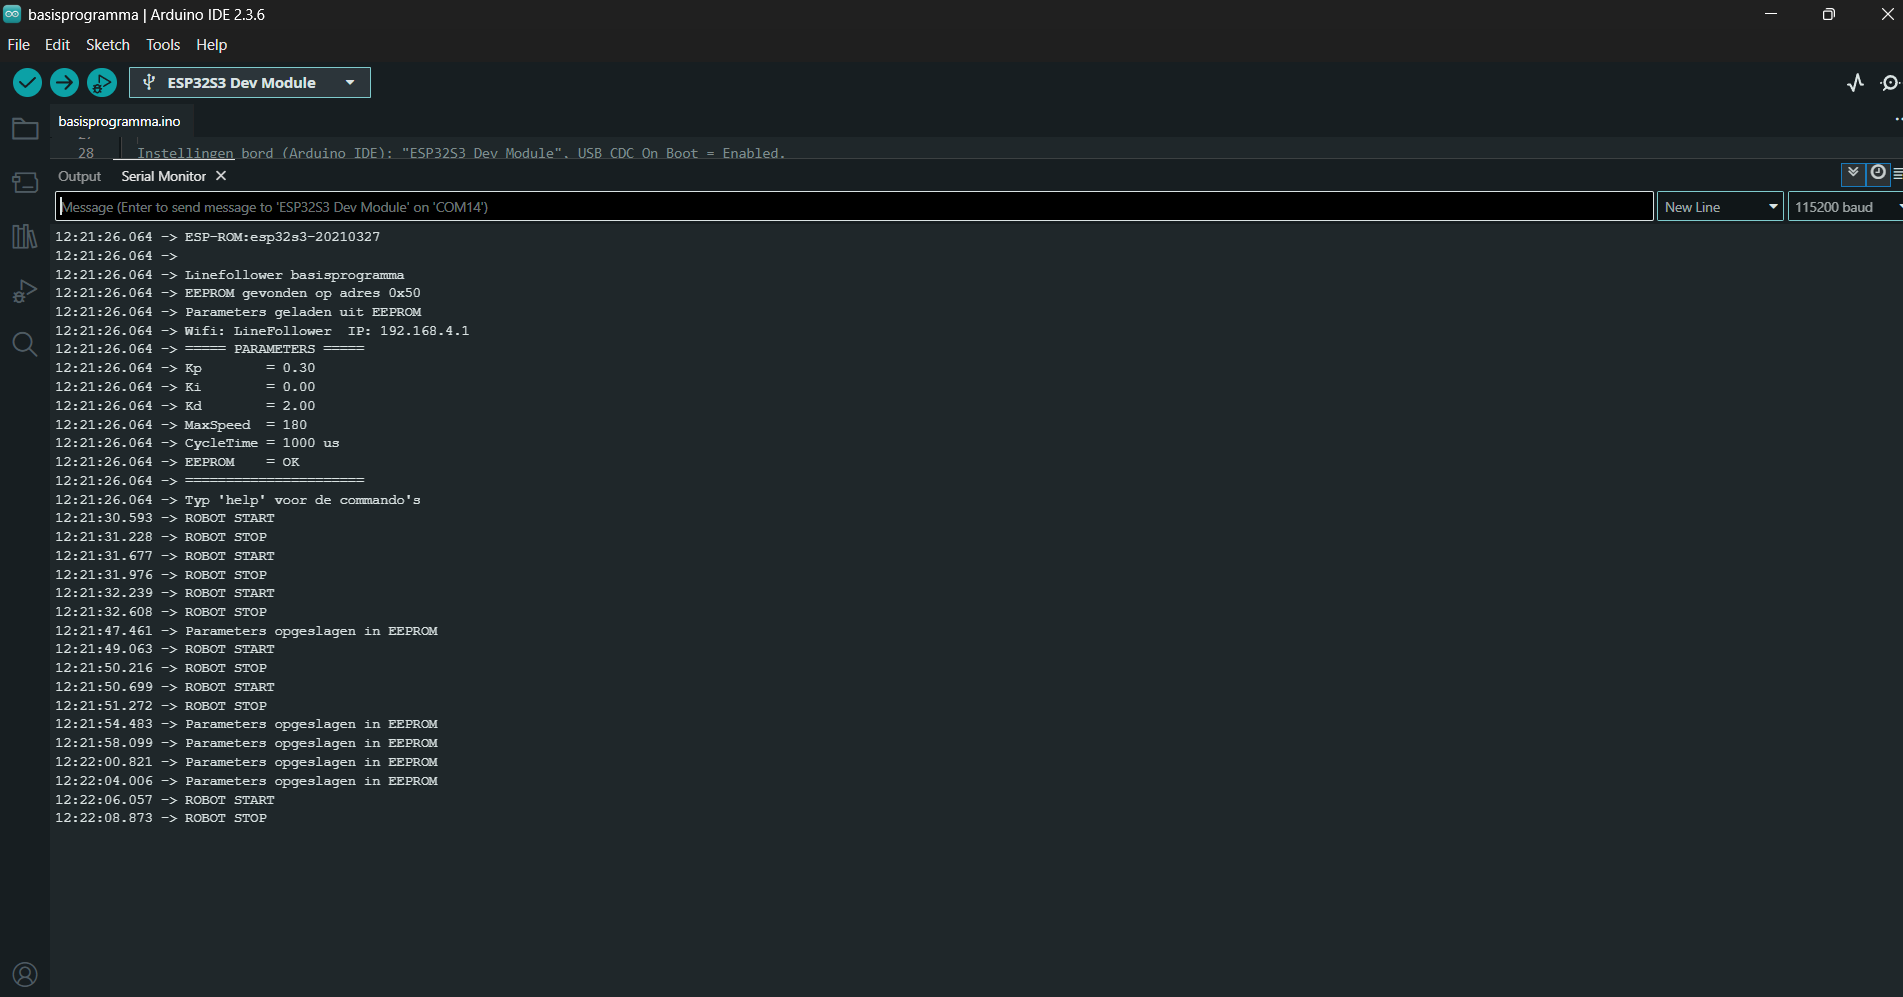 basisprogramma | Arduino IDE 2.3.6
File Edit Sketch Tools Help
ESP32S3 Dev Module
basisprogramma.ino
28 Instellingen bord (Arduino IDE): "ESP32S3 Dev Module", USB CDC On Boot = Enabled.
Output Serial Monitor
Message (Enter to send message to 'ESP32S3 Dev Module' on 'COM14') New Line 115200 baud
12:21:26.064 -> ESP-ROM:esp32s3-20210327
12:21:26.064 ->
12:21:26.064 -> Linefollower basisprogramma
12:21:26.064 -> EEPROM gevonden op adres 0x50
12:21:26.064 -> Parameters geladen uit EEPROM
12:21:26.064 -> Wifi: LineFollower  IP: 192.168.4.1
12:21:26.064 -> ===== PARAMETERS =====
12:21:26.064 -> Kp        = 0.30
12:21:26.064 -> Ki        = 0.00
12:21:26.064 -> Kd        = 2.00
12:21:26.064 -> MaxSpeed  = 180
12:21:26.064 -> CycleTime = 1000 us
12:21:26.064 -> EEPROM    = OK
12:21:26.064 -> ======================
12:21:26.064 -> Typ 'help' voor de commando's
12:21:30.593 -> ROBOT START
12:21:31.228 -> ROBOT STOP
12:21:31.677 -> ROBOT START
12:21:31.976 -> ROBOT STOP
12:21:32.239 -> ROBOT START
12:21:32.608 -> ROBOT STOP
12:21:47.461 -> Parameters opgeslagen in EEPROM
12:21:49.063 -> ROBOT START
12:21:50.216 -> ROBOT STOP
12:21:50.699 -> ROBOT START
12:21:51.272 -> ROBOT STOP
12:21:54.483 -> Parameters opgeslagen in EEPROM
12:21:58.099 -> Parameters opgeslagen in EEPROM
12:22:00.821 -> Parameters opgeslagen in EEPROM
12:22:04.006 -> Parameters opgeslagen in EEPROM
12:22:06.057 -> ROBOT START
12:22:08.873 -> ROBOT STOP